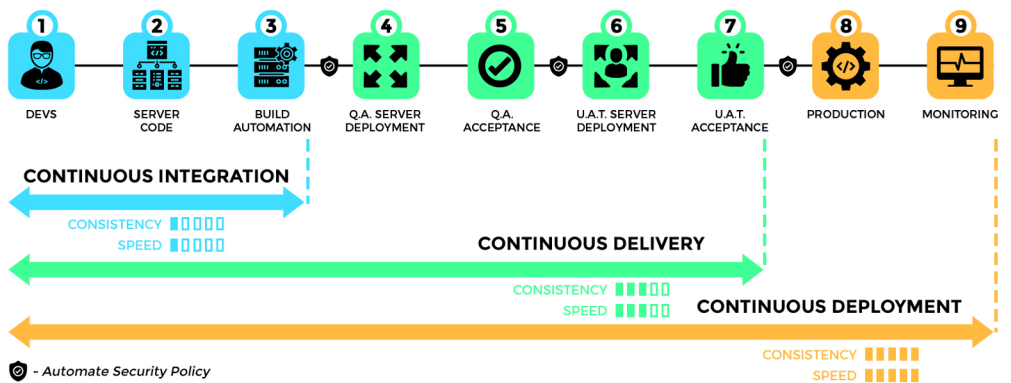 1 2 3 4 5 6 7 8 9
DEVS
SERVER
CODE
BUILD
AUTOMATION
Q.A. SERVER
DEPLOYMENT
Q.A.
ACCEPTANCE
U.A.T. SERVER
DEPLOYMENT
U.A.T.
ACCEPTANCE
PRODUCTION
MONITORING
CONTINUOUS INTEGRATION
CONSISTENCY
SPEED
CONTINUOUS DELIVERY
CONSISTENCY
SPEED
CONTINUOUS DEPLOYMENT
CONSISTENCY
SPEED
- Automate Security Policy